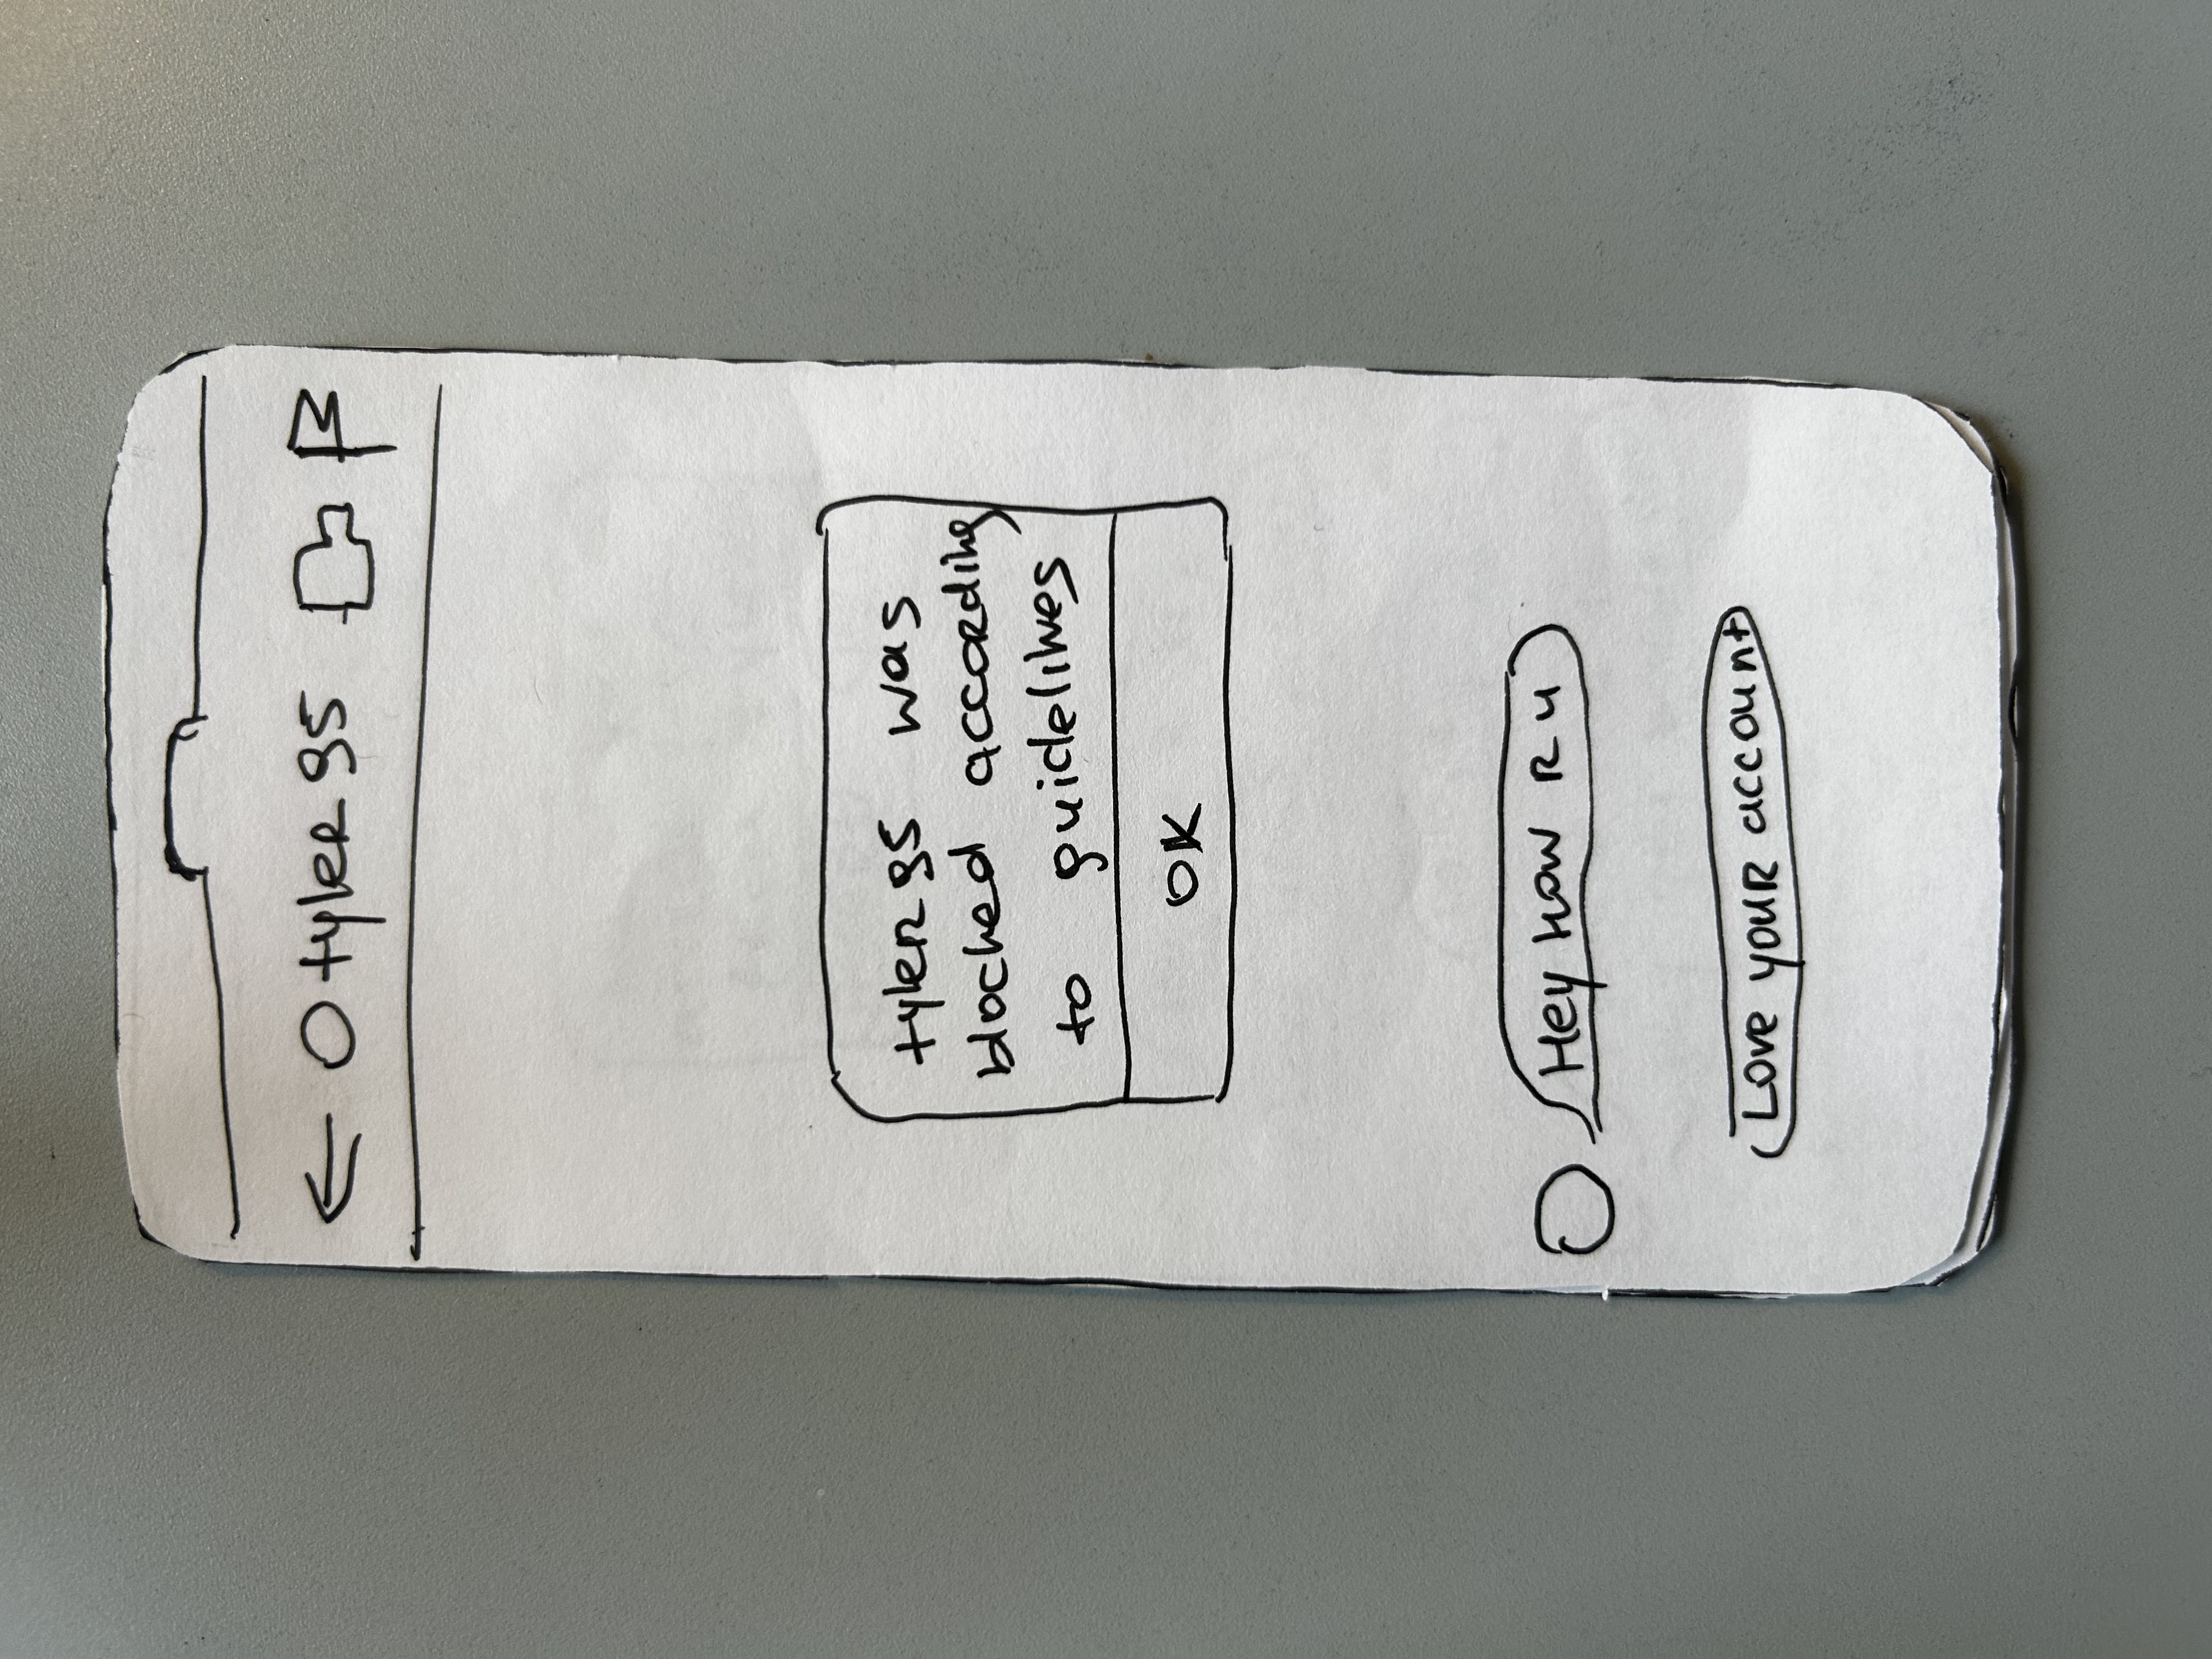 tyler95
tyler95 was
blocked according
to guidelines
OK
Hey how R u
Love your account